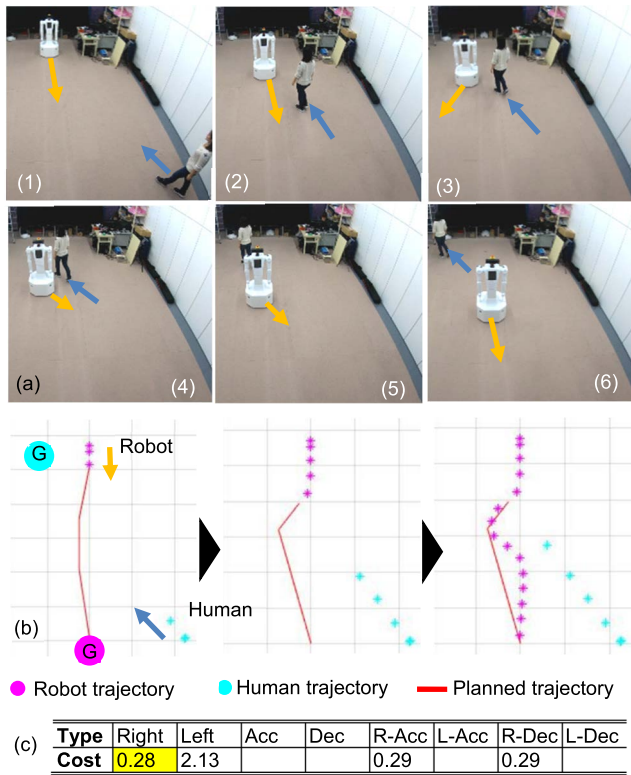 (1)
(2)
(3)
(a)
(4)
(5)
(6)
G
Robot
Human
(b)
G
Robot trajectory
Human trajectory
Planned trajectory
(c)
Type Right Left Acc Dec R-Acc L-Acc R-Dec L-Dec
Cost 0.28 2.13 0.29 0.29